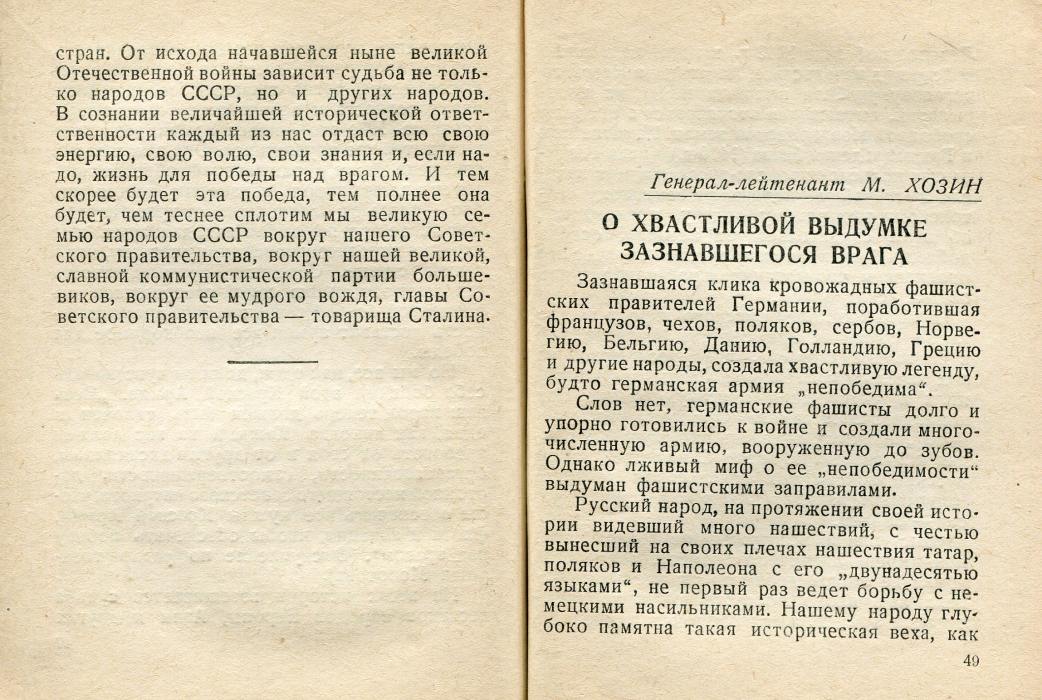 стран. От исхода начавшейся ныне великой
Отечественной войны зависит судьба не толь-
ко народов СССР, но и других народов.
В сознании величайшей исторической ответ-
ственности каждый из нас отдаст всю свою
энергию, свою волю, свои знания и, если на-
до, жизнь для победы над врагом. И тем
скорее будет эта победа, тем полнее она
будет, чем теснее сплотим мы великую се-
мью народов СССР вокруг нашего Совет-
ского правительства, вокруг нашей великой,
славной коммунистической партии больше-
виков, вокруг ее мудрого вождя, главы Со-
ветского правительства — товарища Сталина.
Генерал-лейтенант М. ХОЗИН
О ХВАСТЛИВОЙ ВЫДУМКЕ
ЗАЗНАВШЕГОСЯ ВРАГА
Зазнавшаяся клика кровожадных фашист-
ских правителей Германии, поработившая
французов, чехов, поляков, сербов, Норве-
гию, Бельгию, Данию, Голландию, Грецию
и другие народы, создала хвастливую легенду,
будто германская армия „непобедима“.
Слов нет, германские фашисты долго и
упорно готовились к войне и создали много-
численную армию, вооруженную до зубов.
Однако лживый миф о ее „непобедимости“
выдуман фашистскими заправилами.
Русский народ, на протяжении своей исто-
рии видевший много нашествий, с честью
вынесший на своих плечах нашествия татар,
поляков и Наполеона с его „двунадесятью
языками“, не первый раз ведет борьбу с не-
мецкими насильниками. Нашему народу глу-
боко памятна такая историческая веха, как
49